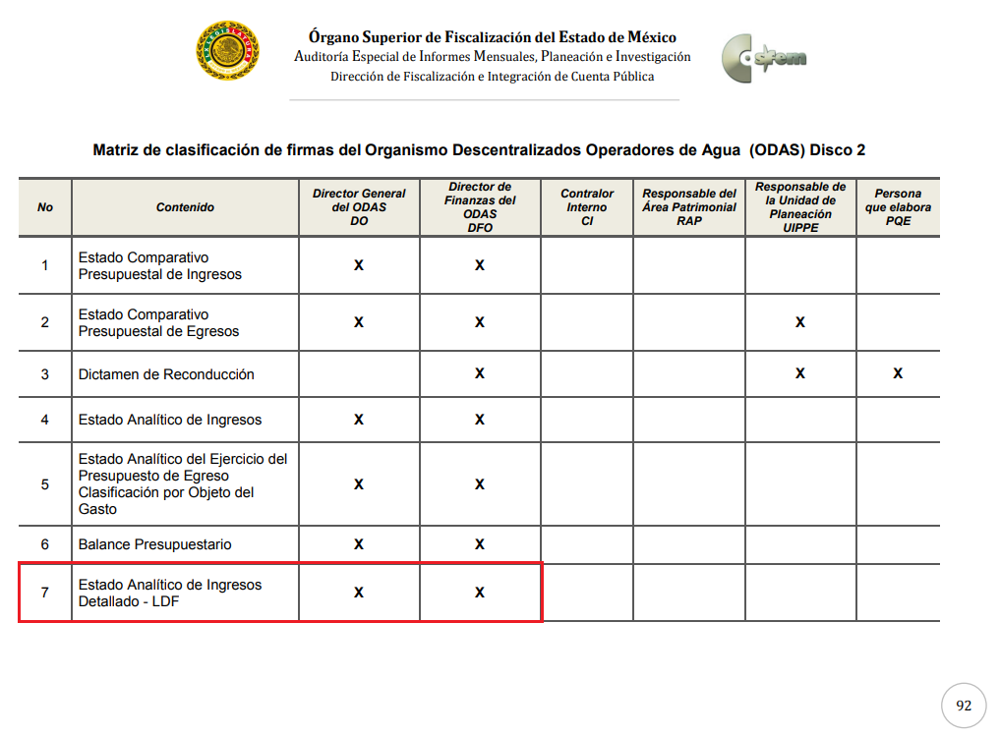 Órgano Superior de Fiscalización del Estado de México
Auditoría Especial de Informes Mensuales, Planeación e Investigación
Dirección de Fiscalización e Integración de Cuenta Pública
osfem
Matriz de clasificación de firmas del Organismo Descentralizados Operadores de Agua (ODAS) Disco 2
No
Contenido
Director General
del ODAS
DO
Director de
Finanzas del
ODAS
DFO
Contralor
Interno
CI
Responsable del
Área Patrimonial
RAP
Responsable de
la Unidad de
Planeación
UIPPE
Persona
que elabora
PQE
1
Estado Comparativo
Presupuestal de Ingresos
X
X
2
Estado Comparativo
Presupuestal de Egresos
X
X
X
3
Dictamen de Reconducción
X
X
X
4
Estado Analítico de Ingresos
X
X
5
Estado Analítico del Ejercicio del
Presupuesto de Egreso
Clasificación por Objeto del
Gasto
X
X
6
Balance Presupuestario
X
X
7
Estado Analítico de Ingresos
Detallado - LDF
X
X
92